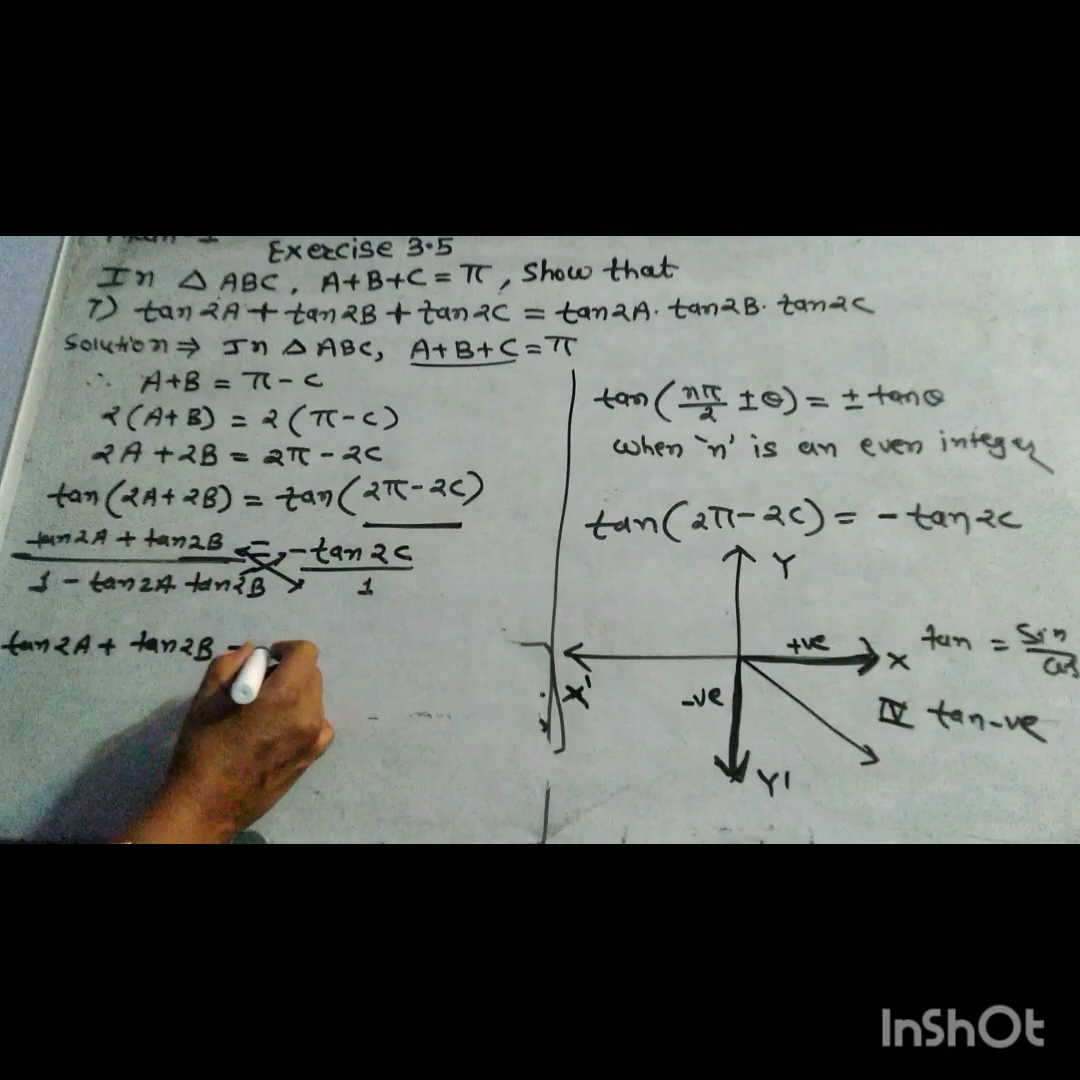 Exercise 3.5
In △ ABC, A+B+C = π, Show that
7) tan2A + tan2B + tan2C = tan2A. tan2B. tan2C
Solution ⇒ In △ ABC, A+B+C = π
∴ A+B = π - C
2(A+B) = 2(π-C)
2A + 2B = 2π - 2C
tan(2A+2B) = tan(2π-2C)
tan2A + tan2B = -tan2C
1 - tan2A tan2B 1
tan2A + tan2B =
tan(nπ/2 ± θ) = ± tanθ
When 'n' is an even integer
tan(2π - 2C) = - tan2C
Y
+ve
X
X'
-ve
Y1
tan = Sin/Cos
IV tan-ve
InShOt